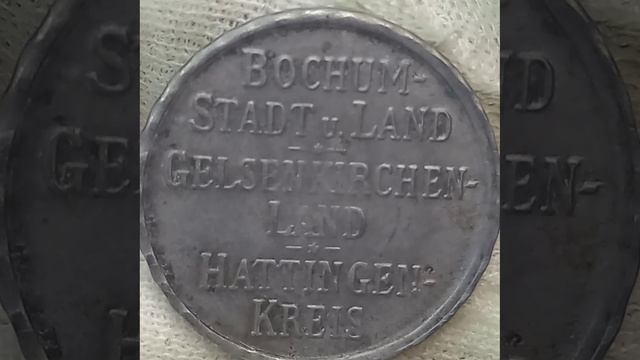 BOCHUM-
STADT u. LAND
GELSENKIRCHEN-
LAND
HATTINGEN-
KREIS